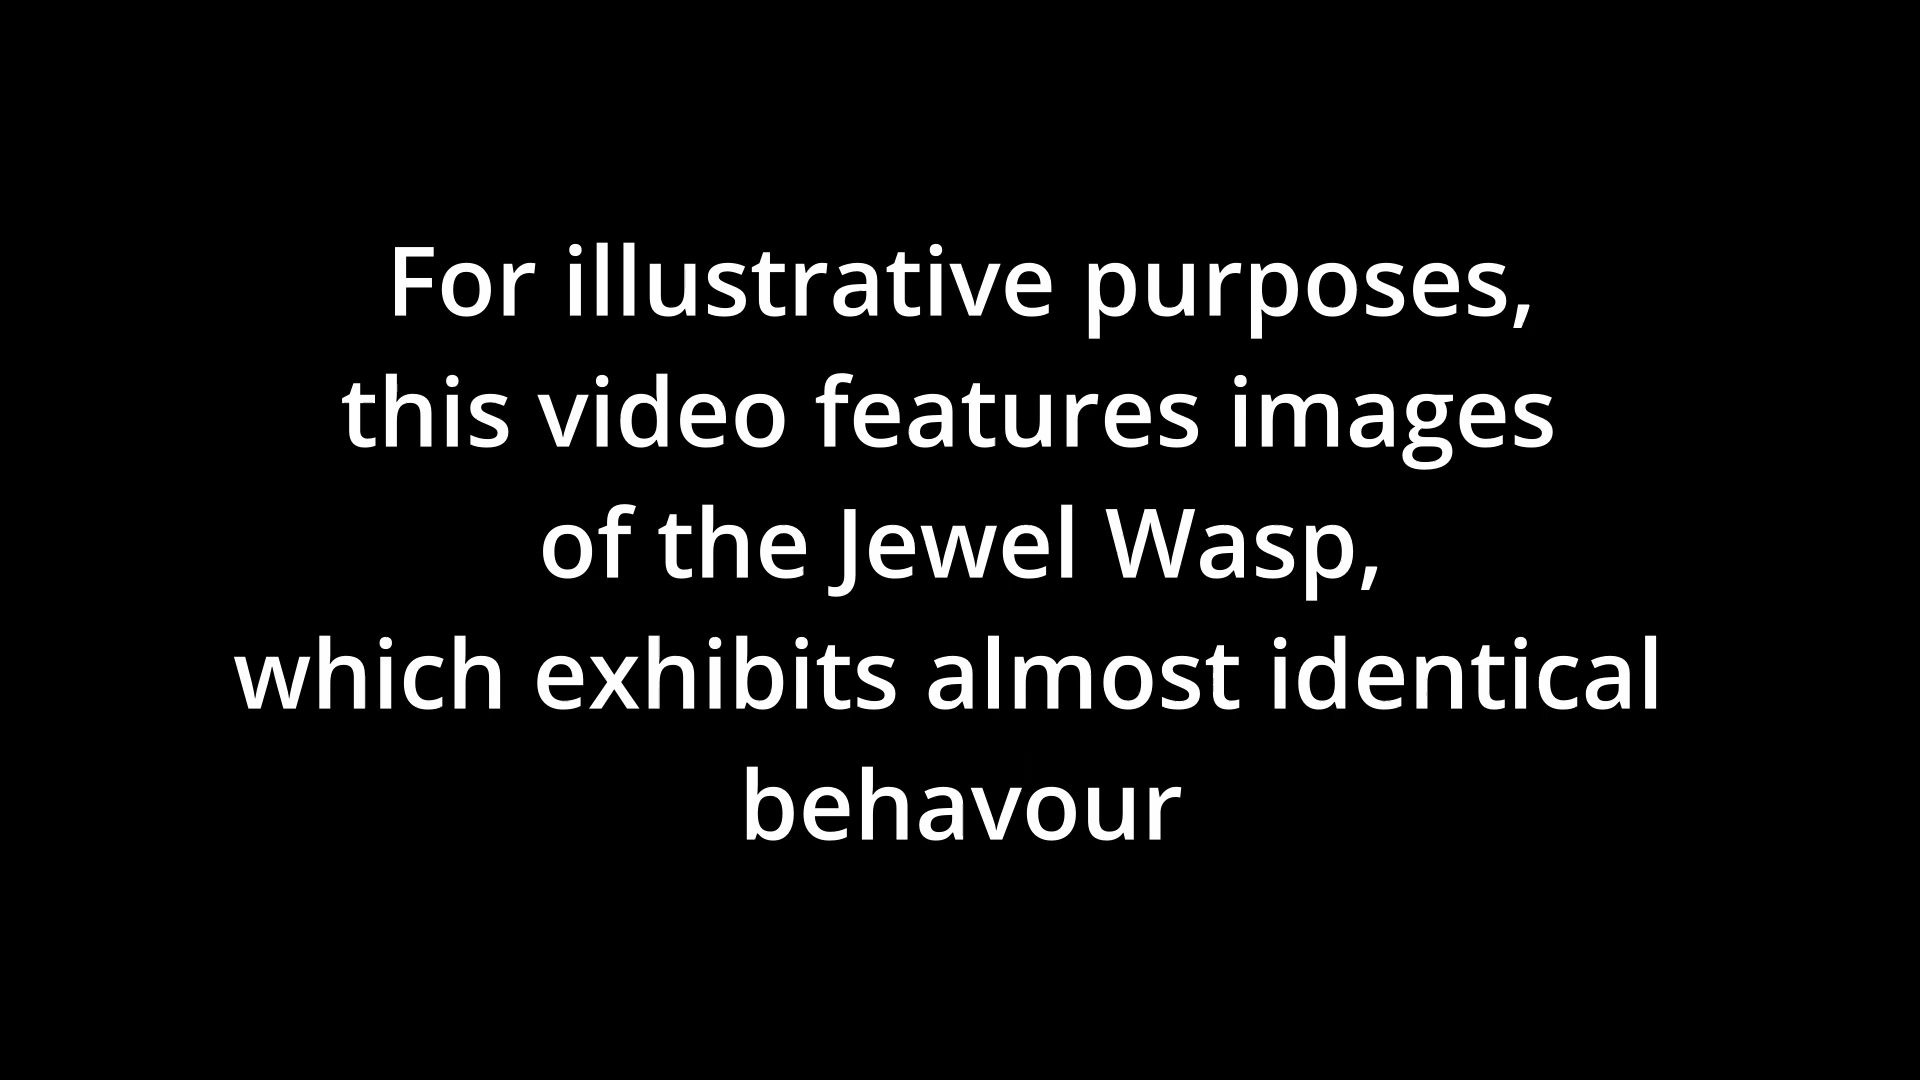 For illustrative purposes,
this video features images
of the Jewel Wasp,
which exhibits almost identical
behavour